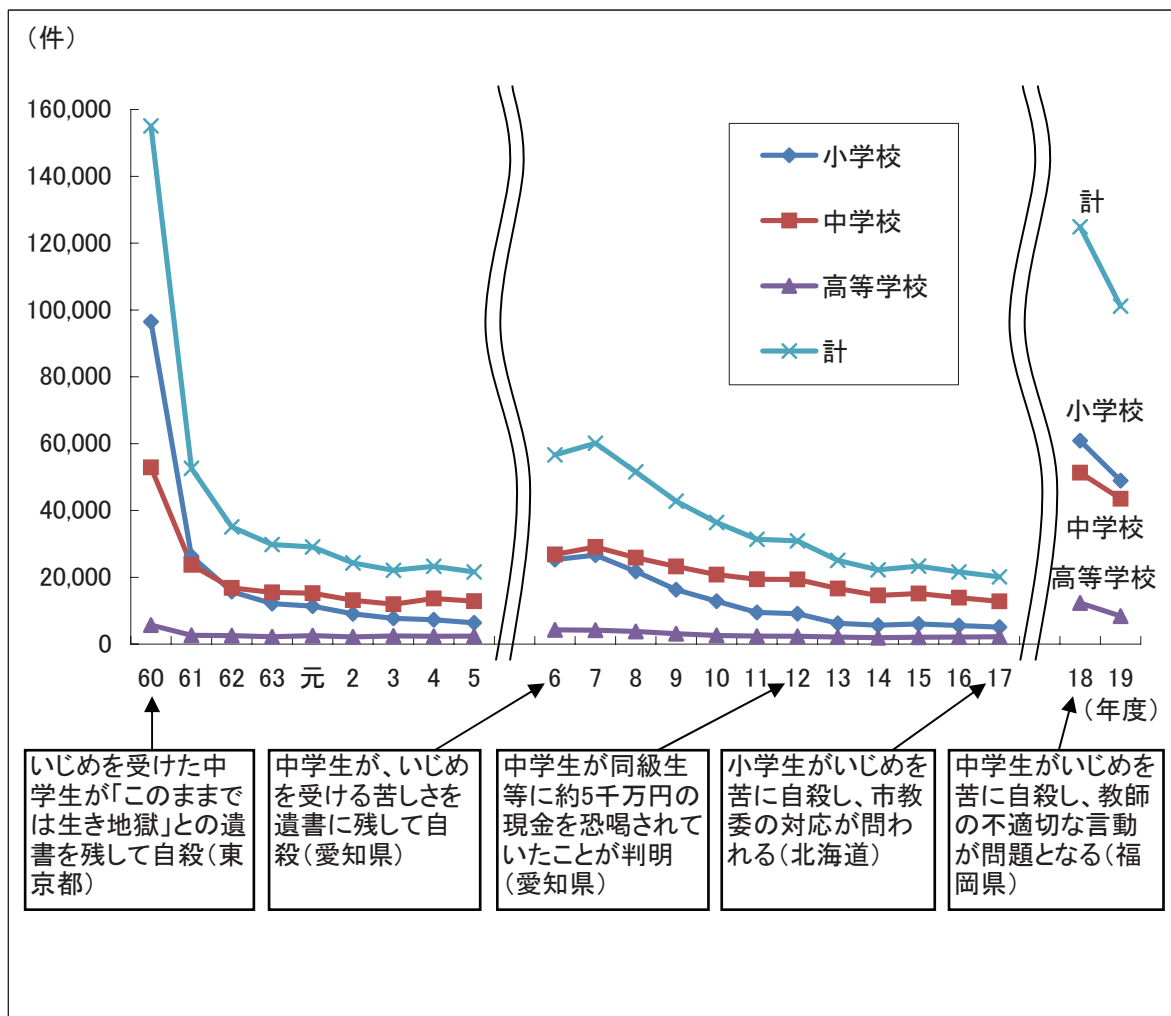 (件)
160,000
140,000
120,000
100,000
80,000
60,000
40,000
20,000
0
小学校
中学校
高等学校
計
計
小学校
中学校
高等学校
60 61 62 63 元 2 3 4 5 6 7 8 9 10 11 12 13 14 15 16 17 18 19
(年度)
いじめを受けた中
学生が「このままで
は生き地獄」との遺
書を残して自殺(東
京都)
中学生が、いじめ
を受ける苦しさを
遺書に残して自
殺(愛知県)
中学生が同級生
等に約5千万円の
現金を恐喝されて
いたことが判明
(愛知県)
小学生がいじめを
苦に自殺し、市教
委の対応が問わ
れる(北海道)
中学生がいじめを
苦に自殺し、教師
の不適切な言動
が問題となる(福
岡県)